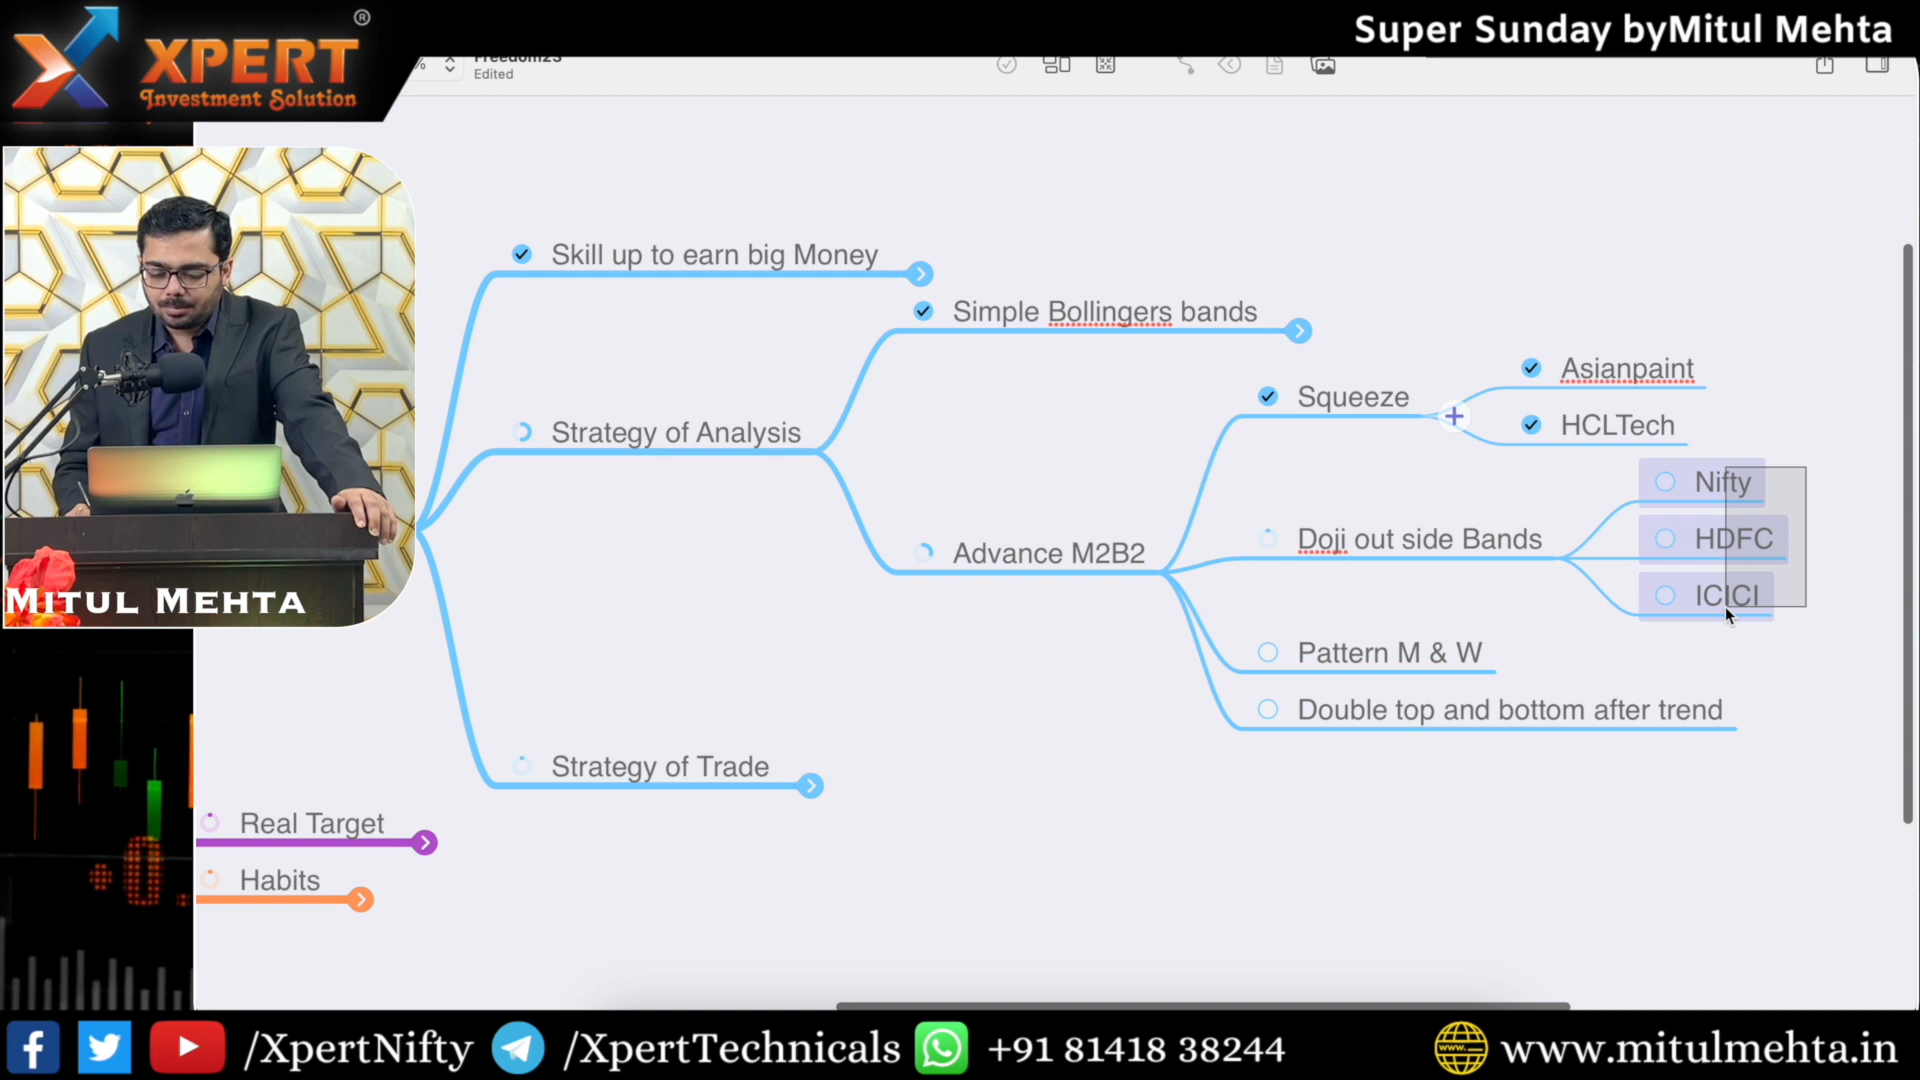 Super Sunday byMitul Mehta
XPERT
®
Investment Solution
Freedom23
Edited
Skill up to earn big Money
Simple Bollingers bands
Asianpaint
Squeeze
HCLTech
Strategy of Analysis
Nifty
Doji out side Bands
HDFC
Advance M2B2
ICICI
Pattern M & W
Double top and bottom after trend
Strategy of Trade
Real Target
Habits
MITUL MEHTA
/XpertNifty
/XpertTechnicals
+91 81418 38244
www.mitulmehta.in